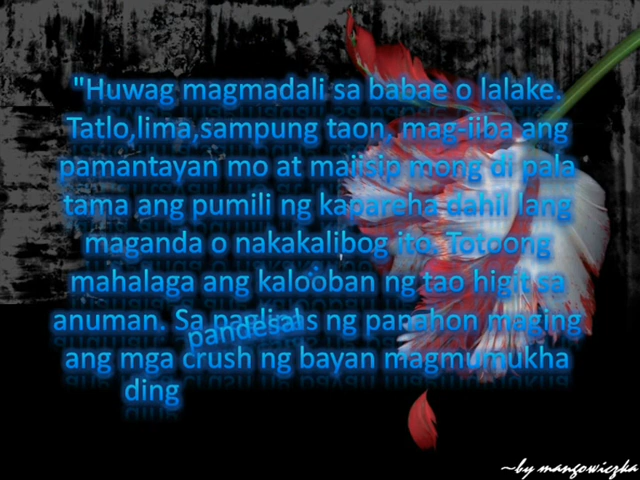 "Huwag magmadali sa babae o lalake.
Tatlo,lima,sampung taon, mag-iiba ang
pamantayan mo at maiisip mong di pala
tama ang pumili ng kapareha dahil lang
maganda o nakakalibog ito. Totoong
mahalaga ang kalooban ng tao higit sa
anuman. Sa paglipas ng panahon maging
ang mga crush ng bayan magmumukha
ding
pandesal
~by mangowiezka